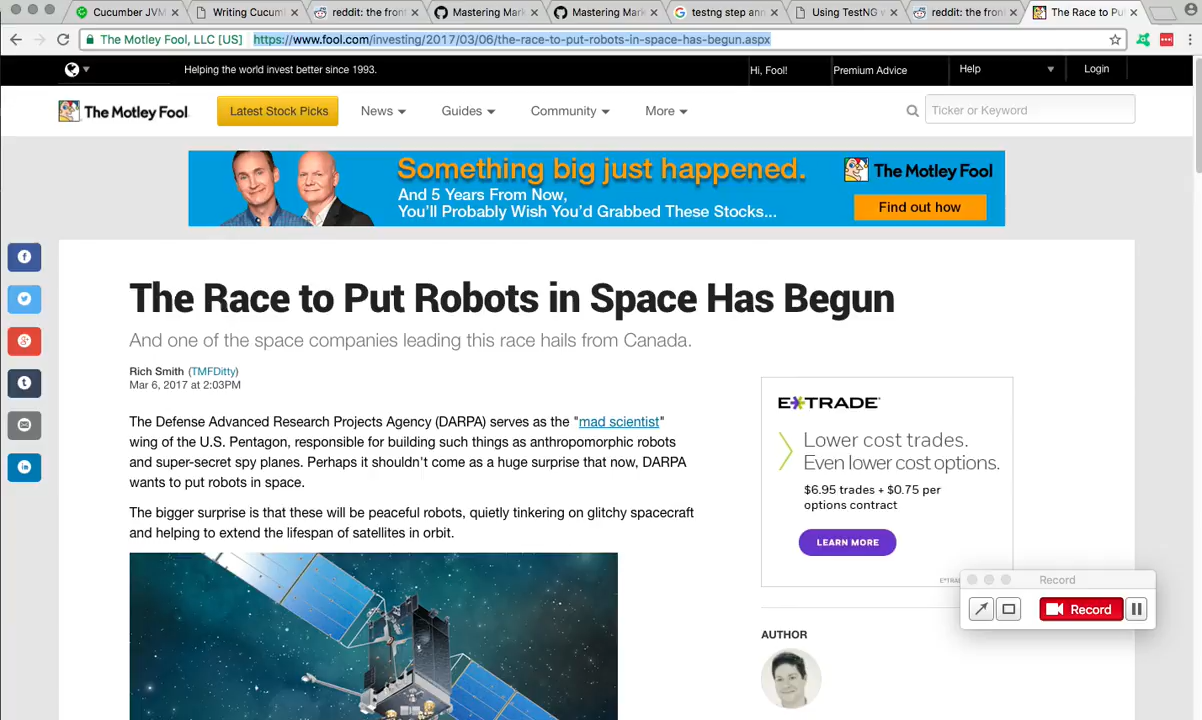 Cucumber JVM
Writing Cucum
reddit: the fron
Mastering Mark
Mastering Mark
testng step ann
Using TestNG w
reddit: the front
The Race to Pu
The Motley Fool, LLC [US]
https://www.fool.com/investing/2017/03/06/the-race-to-put-robots-in-space-has-begun.aspx
Helping the world invest better since 1993.
Hi, Fool!
Premium Advice
Help
Login
The Motley Fool
Latest Stock Picks
News
Guides
Community
More
Ticker or Keyword
Something big just happened.
And 5 Years From Now,
You'll Probably Wish You'd Grabbed These Stocks...
The Motley Fool
Find out how
The Race to Put Robots in Space Has Begun
And one of the space companies leading this race hails from Canada.
Rich Smith (TMFDitty)
Mar 6, 2017 at 2:03PM
The Defense Advanced Research Projects Agency (DARPA) serves as the "mad scientist"
wing of the U.S. Pentagon, responsible for building such things as anthropomorphic robots
and super-secret spy planes. Perhaps it shouldn't come as a huge surprise that now, DARPA
wants to put robots in space.
The bigger surprise is that these will be peaceful robots, quietly tinkering on glitchy spacecraft
and helping to extend the lifespan of satellites in orbit.
E*TRADE
Lower cost trades.
Even lower cost options.
$6.95 trades + $0.75 per
options contract
LEARN MORE
Record
Record
AUTHOR